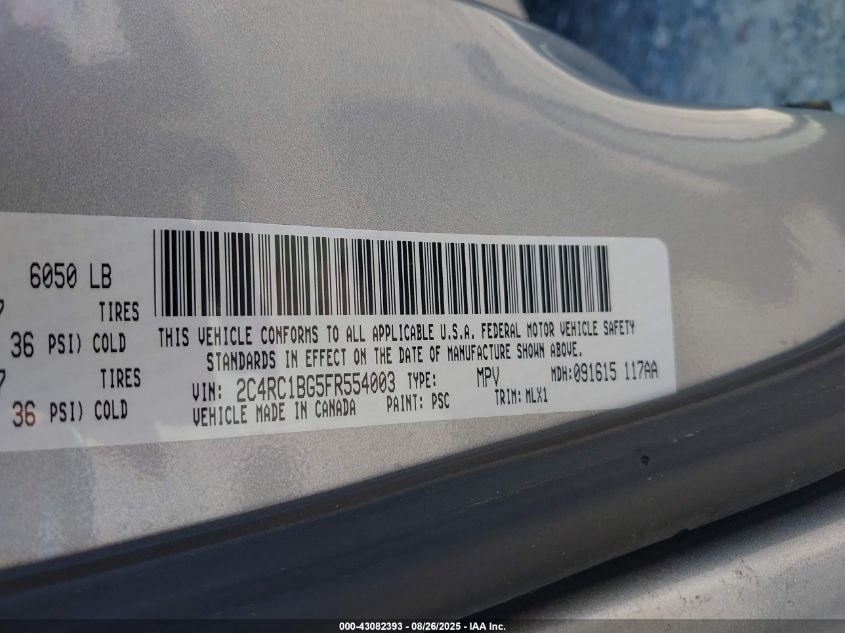 6050 LB
7 TIRES
36 PSI) COLD
7 TIRES
36 PSI) COLD
THIS VEHICLE CONFORMS TO ALL APPLICABLE U.S.A. FEDERAL MOTOR VEHICLE SAFETY
STANDARDS IN EFFECT ON THE DATE OF MANUFACTURE SHOWN ABOVE.
VIN: 2C4RC1BG5FR554003 TYPE: MPV MDH:091615 117AA
VEHICLE MADE IN CANADA PAINT: PSC TRIM: MLX1
000-43082393 - 08/26/2025 - IAA Inc.